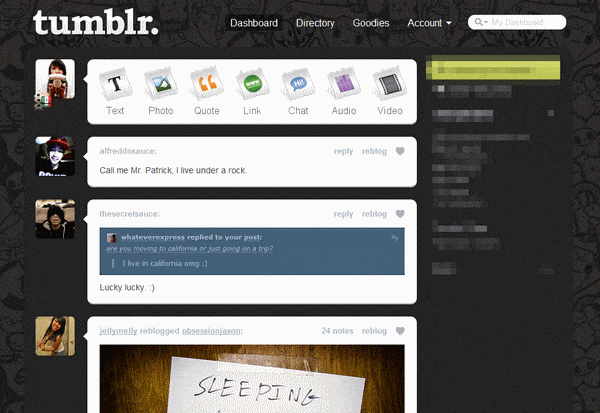 tumblr.
Dashboard Directory Goodies Account My Dashboard
Text Photo Quote Link Chat Audio Video
www Hi!
alfreddosauce: reply reblog
Call me Mr. Patrick, I live under a rock.
thesecretsauce: reply reblog
whateverexpress replied to your post:
are you moving to california or just going on a trip?
I live in california omg :)
Lucky lucky. :)
jellymelly reblogged obsessionjason: 24 notes reblog
SLEEPING